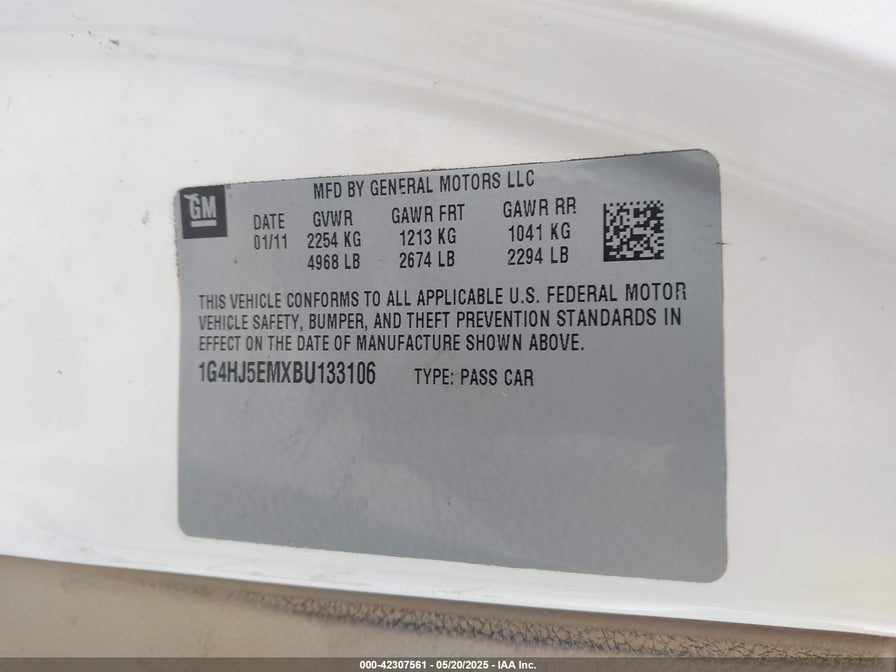 MFD BY GENERAL MOTORS LLC
GM
DATE GVWR GAWR FRT GAWR RR
01/11 2254 KG 1213 KG 1041 KG
4968 LB 2674 LB 2294 LB
THIS VEHICLE CONFORMS TO ALL APPLICABLE U.S. FEDERAL MOTOR
VEHICLE SAFETY, BUMPER, AND THEFT PREVENTION STANDARDS IN
EFFECT ON THE DATE OF MANUFACTURE SHOWN ABOVE.
1G4HJ5EMXBU133106 TYPE: PASS CAR
000-42307561 - 05/20/2025 - IAA Inc.